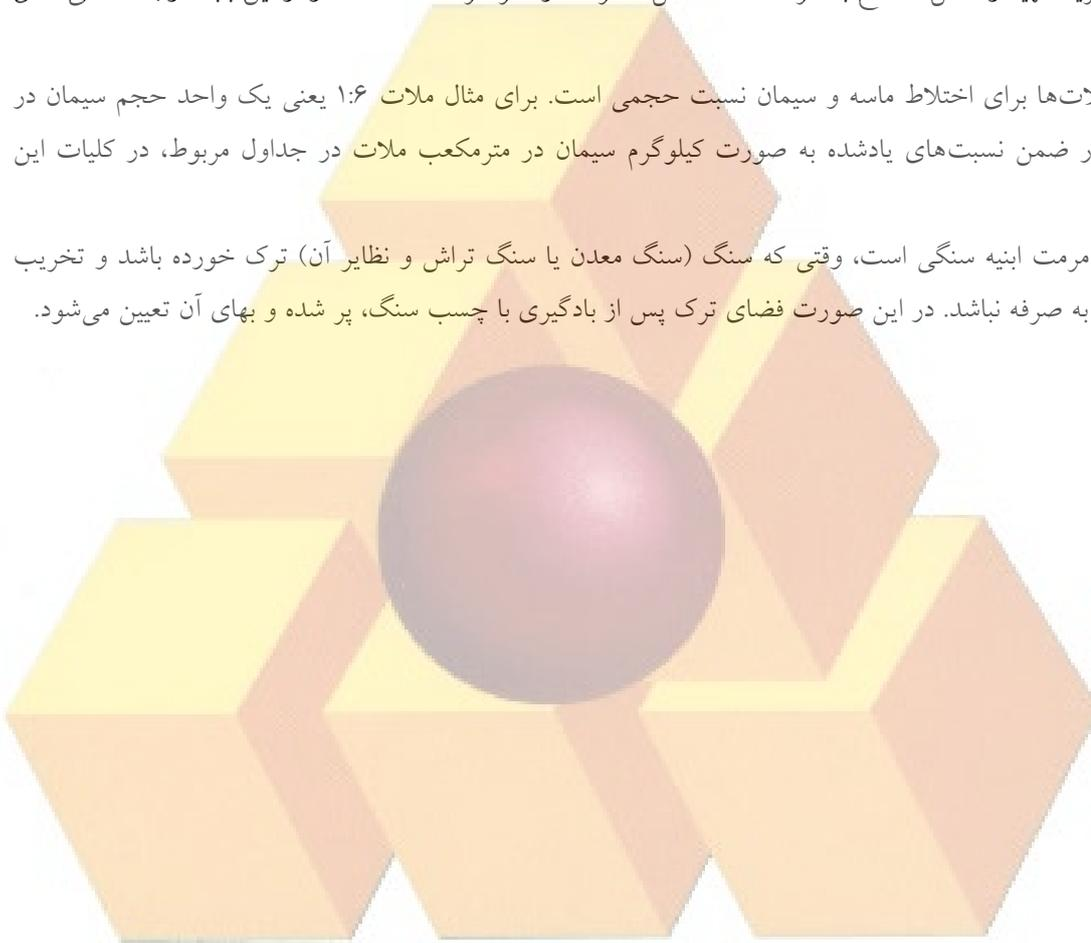 لات‌ها برای اختلاط ماسه و سیمان نسبت حجمی است. برای مثال ملات ۱:۶ یعنی یک واحد حجم سیمان در
ر ضمن نسبت‌های یادشده به صورت کیلوگرم سیمان در مترمکعب ملات در جداول مربوط، در کلیات این
مرمت ابنیه سنگی است، وقتی که سنگ (سنگ معدن یا سنگ تراش و نظایر آن) ترک خورده باشد و تخریب
به صرفه نباشد. در این صورت فضای ترک پس از بادگیری با چسب سنگ، پر شده و بهای آن تعیین می‌شود.